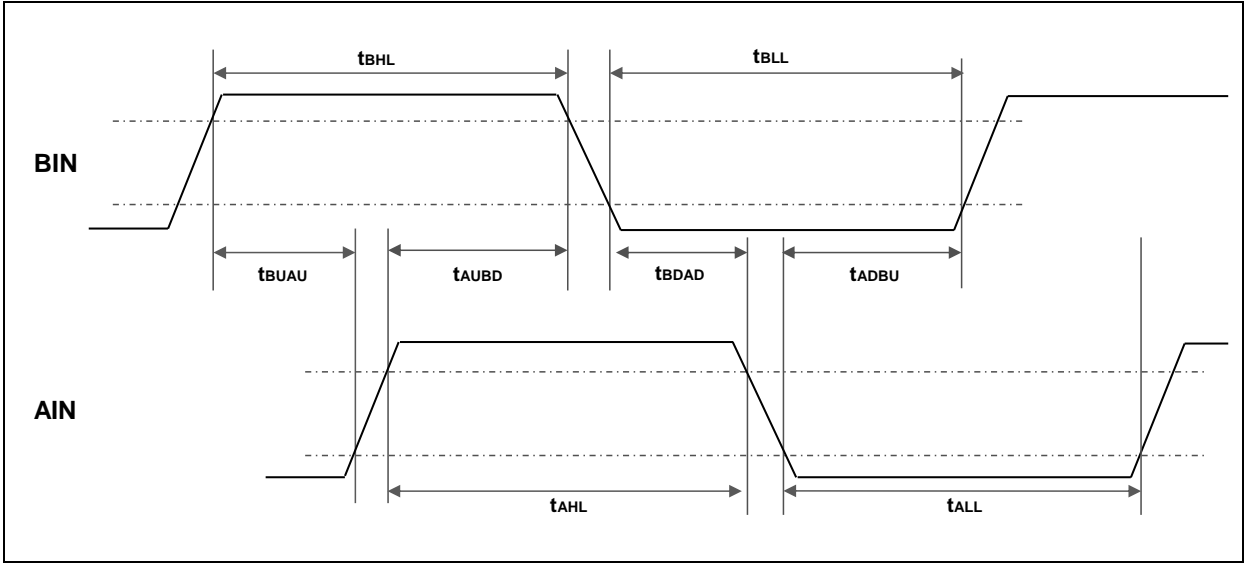 tBHL
tBLL
BIN
tBUAU
tAUBD
tBDAD
tADBU
AIN
tAHL
tALL